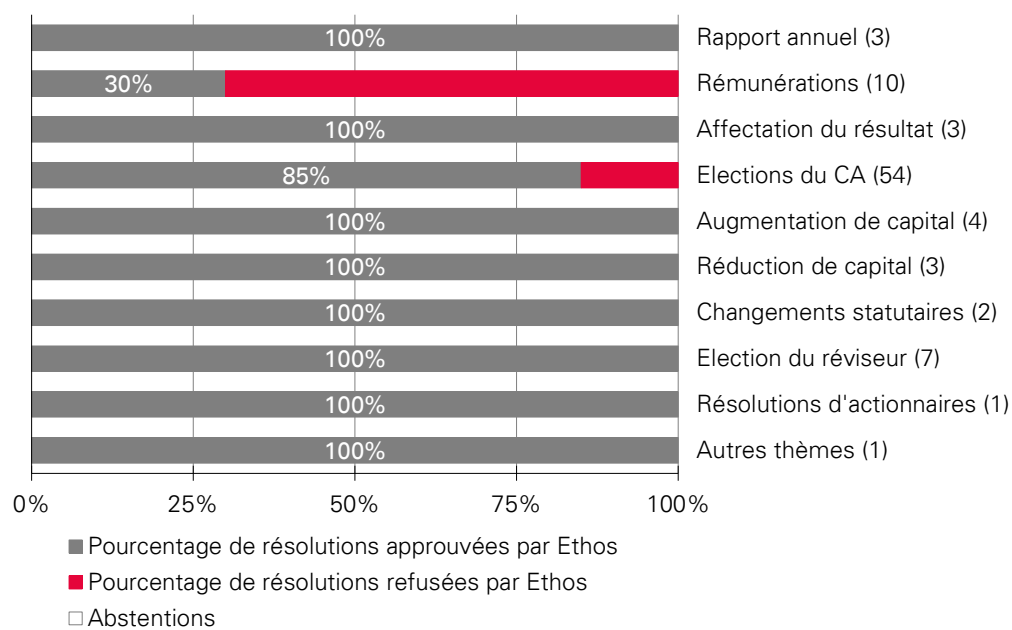 100% Rapport annuel (3)
30% Rémunérations (10)
100% Affectation du résultat (3)
85% Elections du CA (54)
100% Augmentation de capital (4)
100% Réduction de capital (3)
100% Changements statutaires (2)
100% Election du réviseur (7)
100% Résolutions d'actionnaires (1)
100% Autres thèmes (1)
0% 25% 50% 75% 100%
Pourcentage de résolutions approuvées par Ethos
Pourcentage de résolutions refusées par Ethos
Abstentions